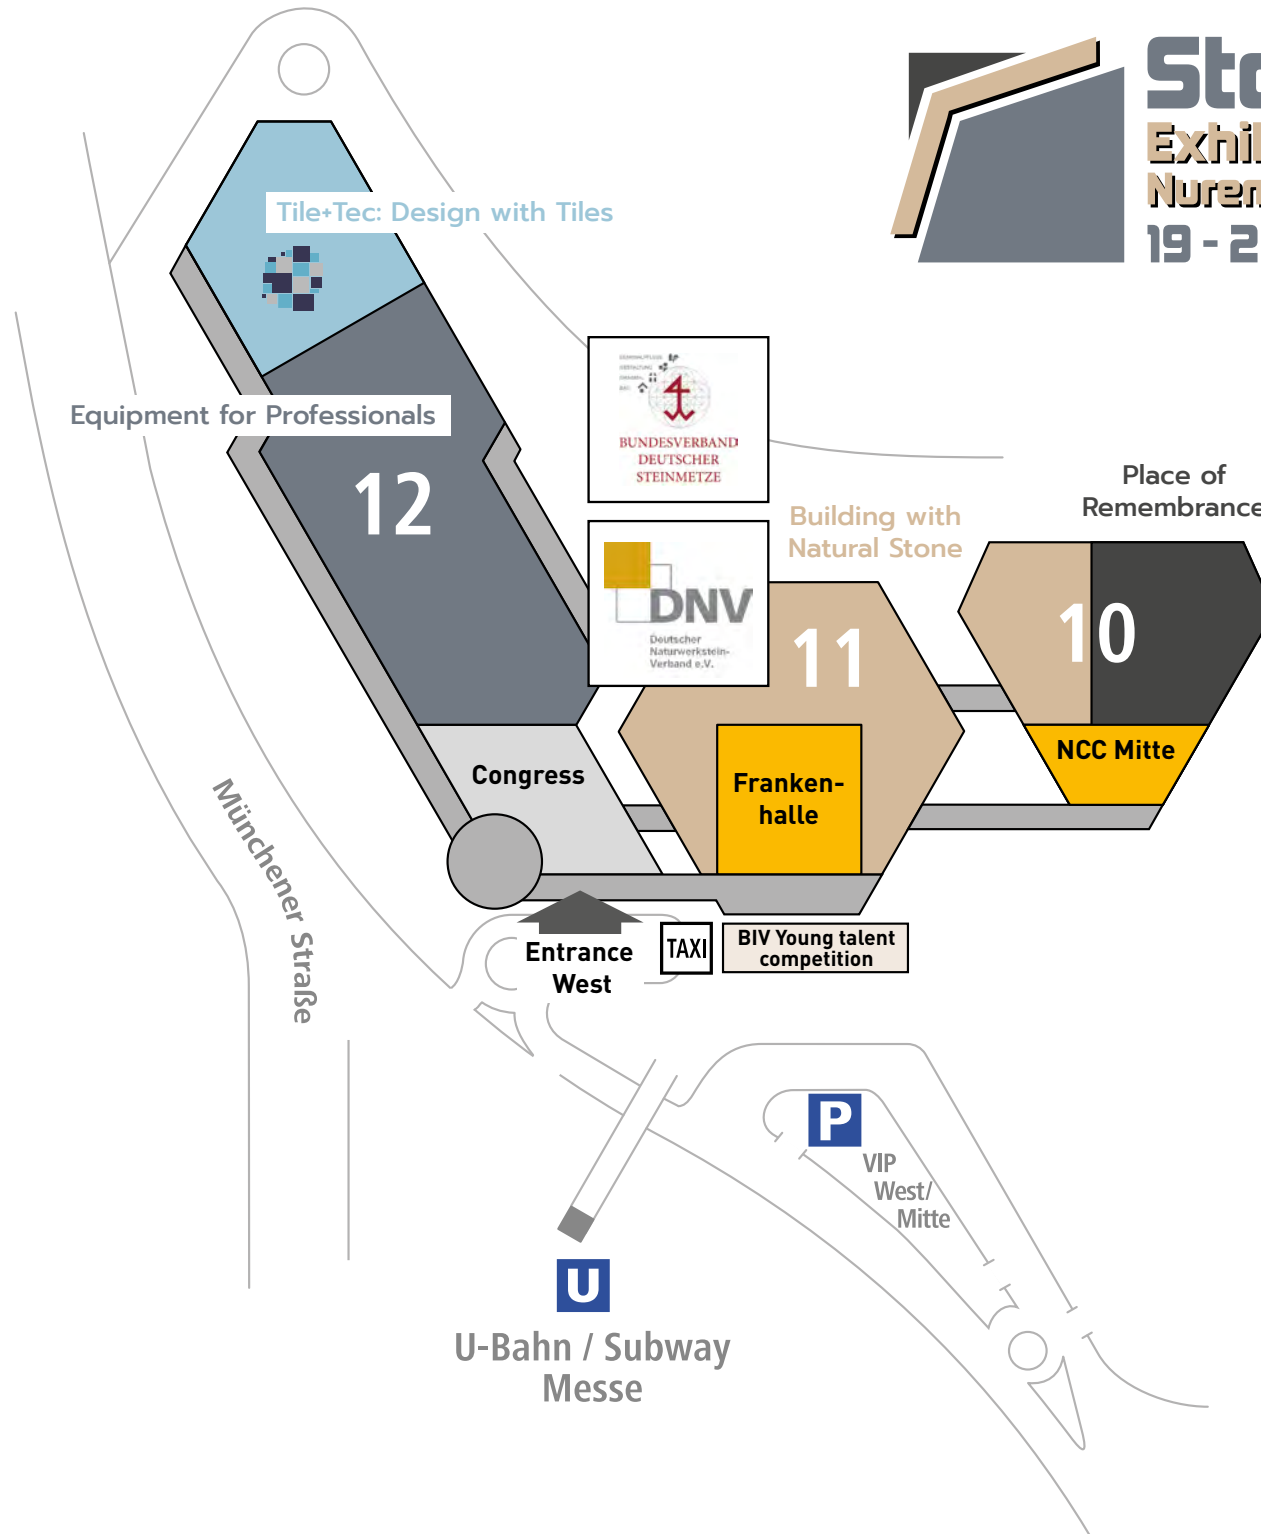 Tile+Tec: Design with Tiles
Equipment for Professionals
12
BUNDESVERBAND
DEUTSCHER
STEINMETZE
DNV
Deutscher
Naturwerkstein-
Verband e.V.
Building with
Natural Stone
11
Place of
Remembrance
10
NCC Mitte
Congress
Franken-
halle
Entrance
West
TAXI
BIV Young talent
competition
Münchener Straße
P
VIP
West/
Mitte
U
U-Bahn / Subway
Messe
19 - 2